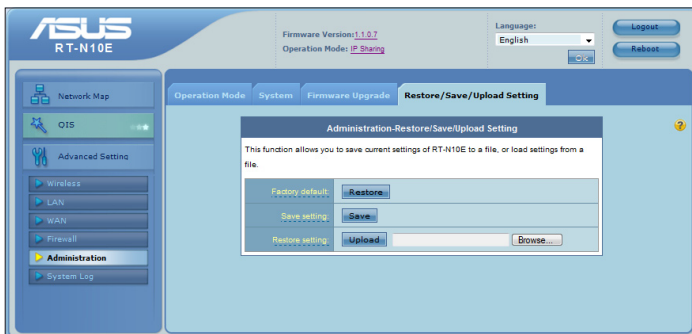 ASUS
RT-N10E
Firmware Version:1.1.0.7
Operation Mode: IP Sharing
Language:
English
OK
Logout
Reboot
Network Map
QIS
Advanced Setting
Wireless
LAN
WAN
Firewall
Administration
System Log
Operation Mode System Firmware Upgrade Restore/Save/Upload Setting
Administration-Restore/Save/Upload Setting
This function allows you to save current settings of RT-N10E to a file, or load settings from a
file.
Factory default: Restore
Save setting: Save
Restore setting: Upload Browse...
?